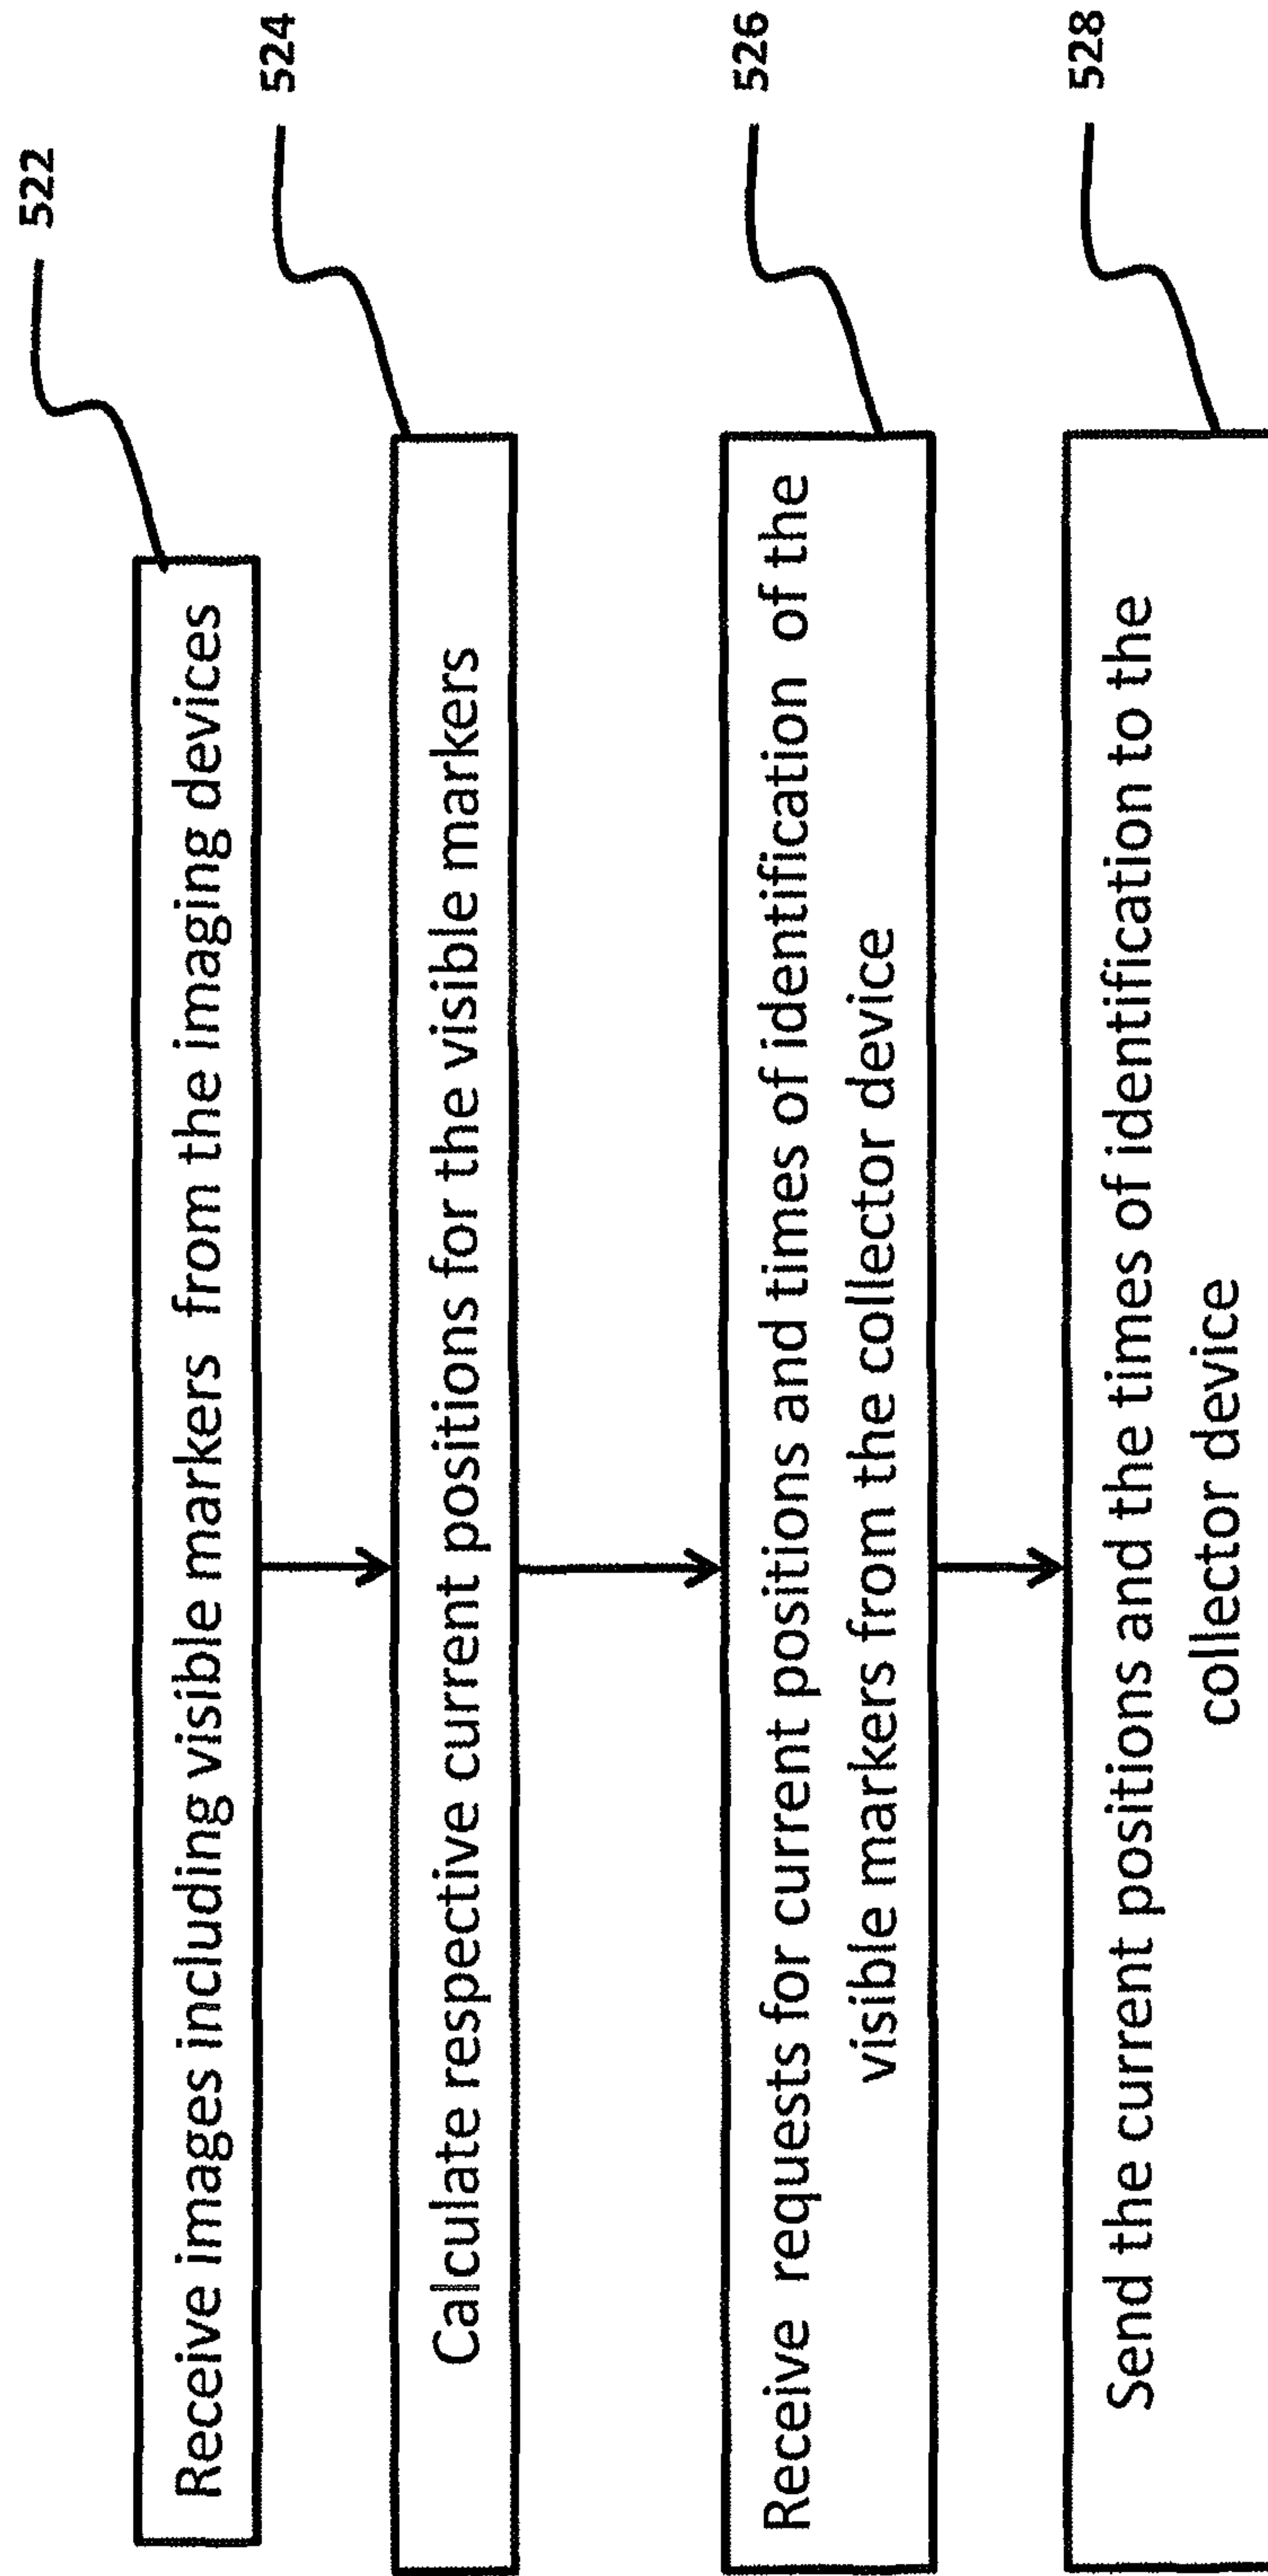 522
Receive images including visible markers from the imaging devices
524
Calculate respective current positions for the visible markers
526
Receive requests for current positions and times of identification of the
visible markers from the collector device
528
Send the current positions and the times of identification to the
collector device